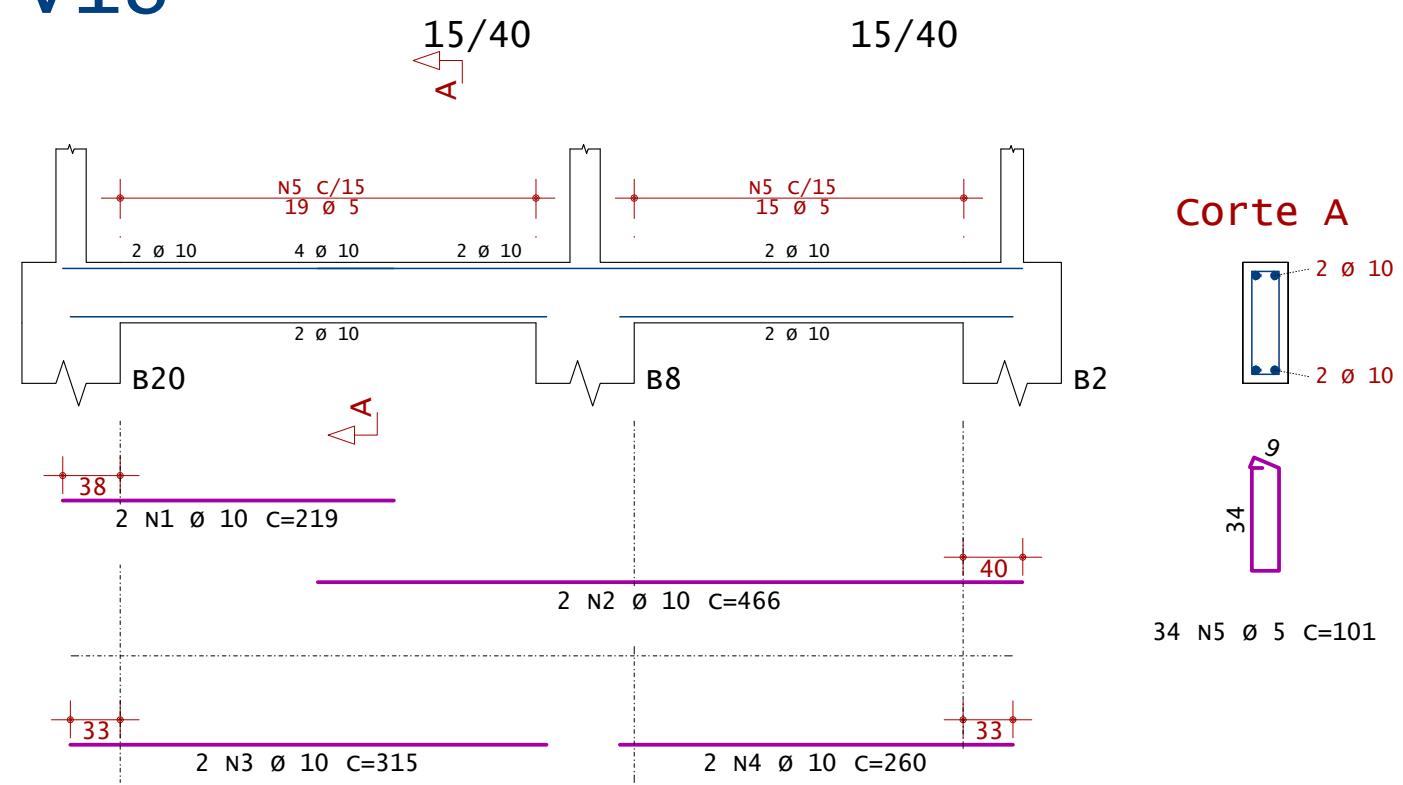 15/40 15/40
A
N5 C/15 N5 C/15
19 Ø 5 15 Ø 5
2 Ø 10 4 Ø 10 2 Ø 10 2 Ø 10
2 Ø 10 2 Ø 10
B20 B8 B2
A
38
2 N1 Ø 10 C=219
40
2 N2 Ø 10 C=466
33 33
2 N3 Ø 10 C=315 2 N4 Ø 10 C=260
Corte A
2 Ø 10
2 Ø 10
9
34
34 N5 Ø 5 C=101